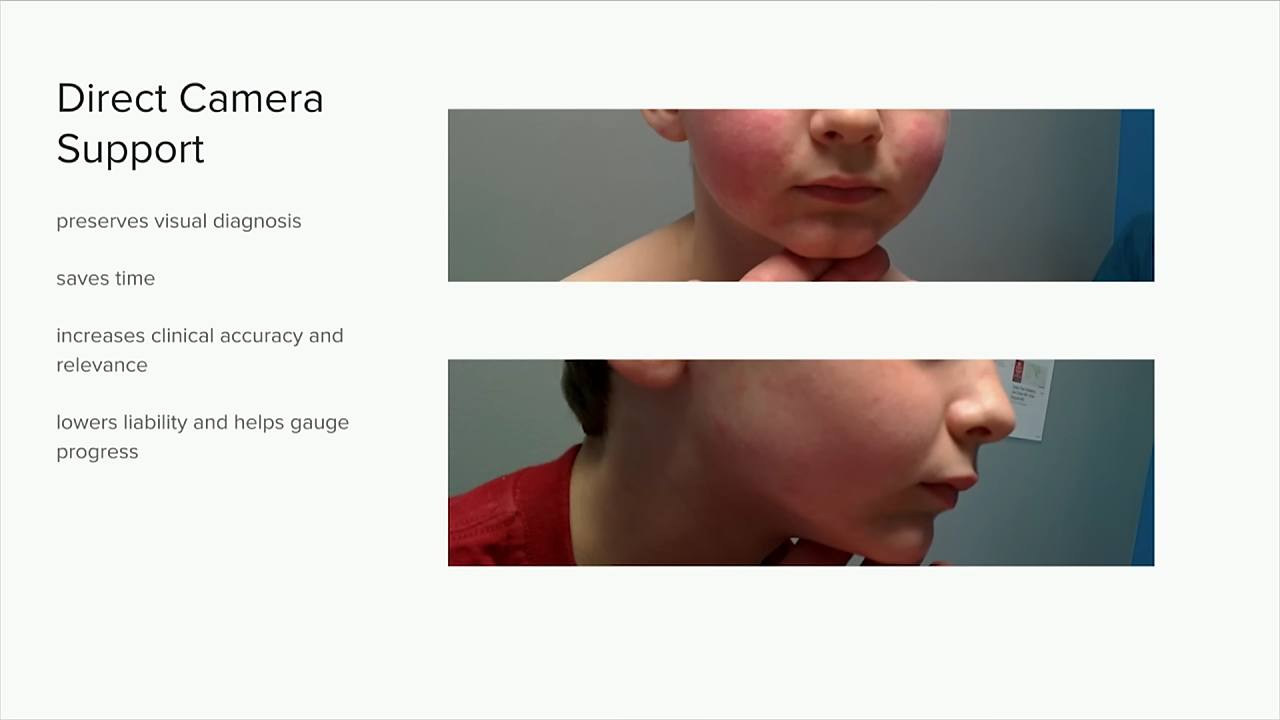 Direct Camera
Support
preserves visual diagnosis
saves time
increases clinical accuracy and
relevance
lowers liability and helps gauge
progress